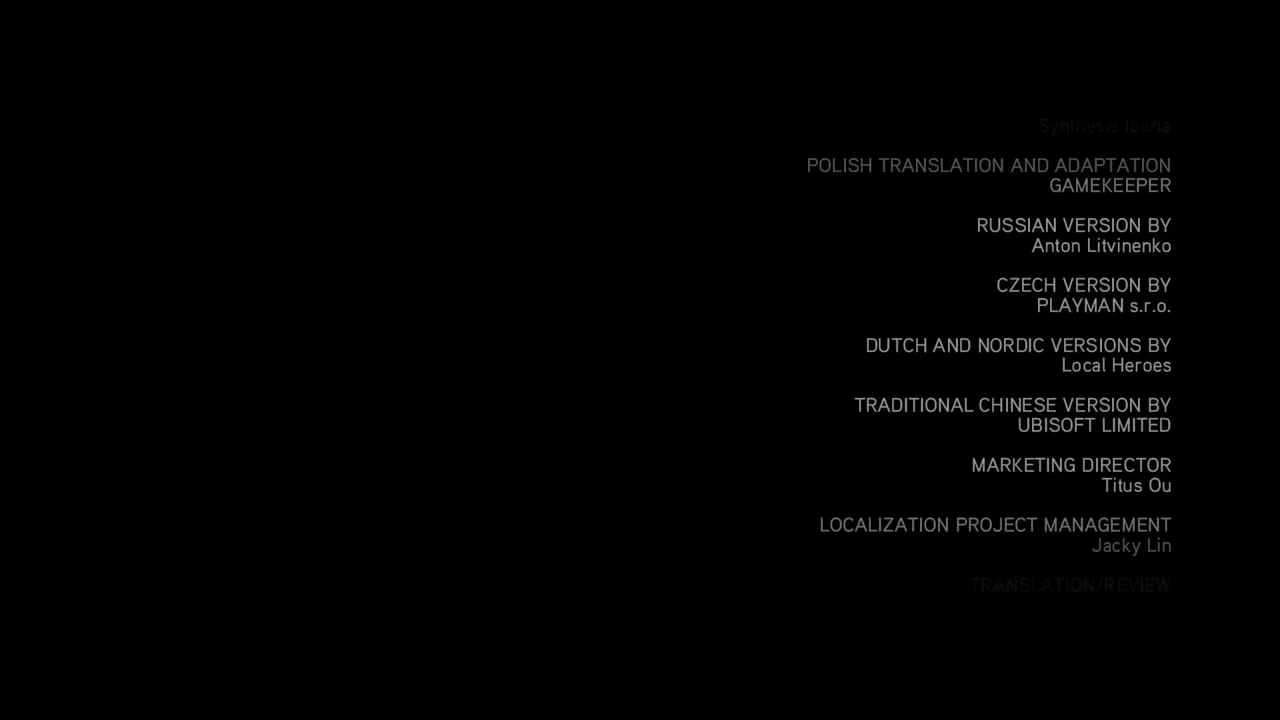 Synthesis Iberia
POLISH TRANSLATION AND ADAPTATION
GAMEKEEPER
RUSSIAN VERSION BY
Anton Litvinenko
CZECH VERSION BY
PLAYMAN s.r.o.
DUTCH AND NORDIC VERSIONS BY
Local Heroes
TRADITIONAL CHINESE VERSION BY
UBISOFT LIMITED
MARKETING DIRECTOR
Titus Ou
LOCALIZATION PROJECT MANAGEMENT
Jacky Lin
TRANSLATION/REVIEW